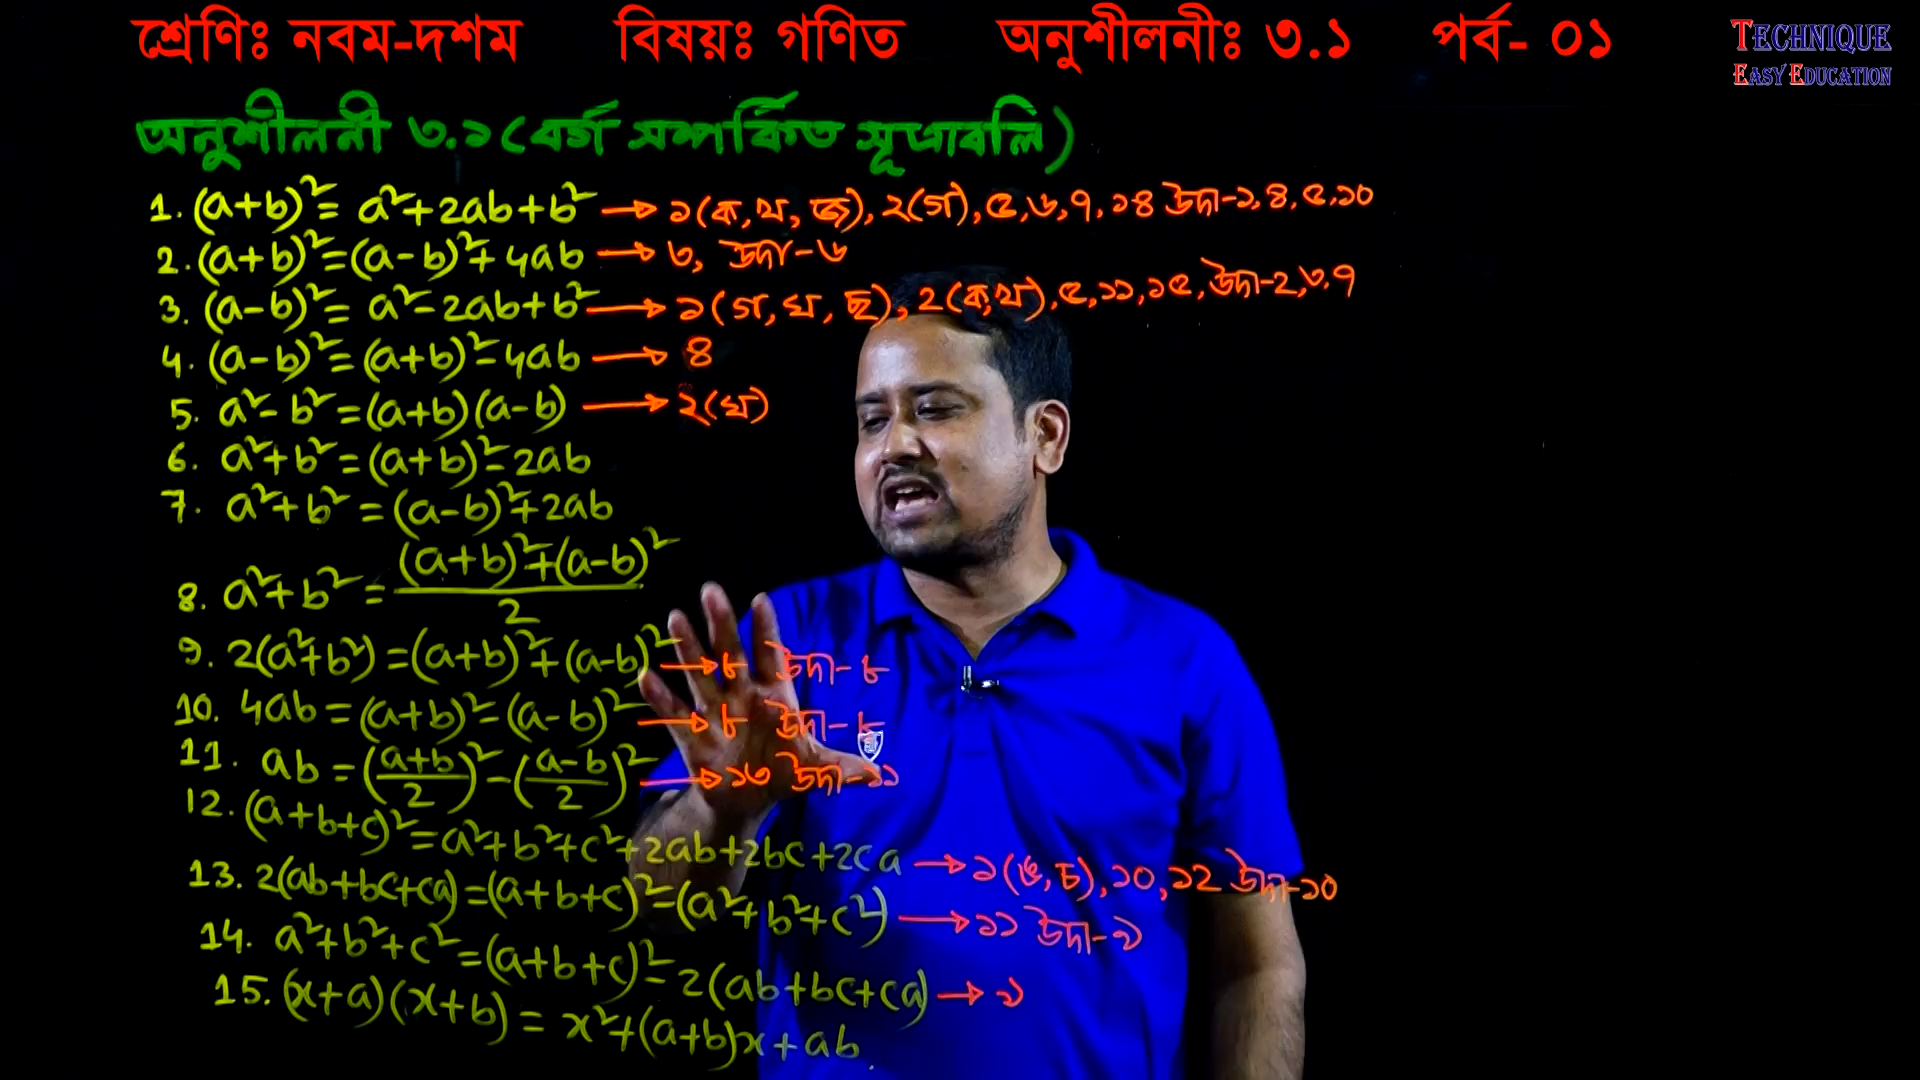 শ্রেণিঃ নবম-দশম বিষয়ঃ গণিত অনুশীলনীঃ ৩.১ পর্ব- ০১
TECHNIQUE
EASY EDUCATION
অনুশীলনী ৩.১ (বর্গ সম্পর্কিত সূত্রাবলি)
1. (a+b)² = a²+2ab+b² → ১(ক,খ,জ), ২(গ), ৫,৬,৭,১৪ উদা-১,৪,৫,১০
2. (a+b)² = (a-b)²+4ab → ৩, উদা-৬
3. (a-b)² = a²-2ab+b² → ১(গ,ঘ,ছ), ২(ক,খ),৫,১১,১৫, উদা-২,৩,৭
4. (a-b)² = (a+b)²-4ab → ৪
5. a²-b² = (a+b)(a-b) → ২(ঘ)
6. a²+b² = (a+b)²-2ab
7. a²+b² = (a-b)²+2ab
8. a²+b² = ((a+b)²+(a-b)²)/2
9. 2(a²+b²) = (a+b)²+(a-b)² → ৮ উদা-৮
10. 4ab = (a+b)²-(a-b)² → ৮ উদা-৮
11. ab = ((a+b)/2)²-((a-b)/2)² → ১৩ উদা-১১
12. (a+b+c)² = a²+b²+c²+2ab+2bc+2ca → ১(ঙ,চ),১০,১২ উদা-১০
13. 2(ab+bc+ca) = (a+b+c)²-(a²+b²+c²) → ১১ উদা-৯
14. a²+b²+c² = (a+b+c)²-2(ab+bc+ca) → ৯
15. (x+a)(x+b) = x²+(a+b)x+ab.